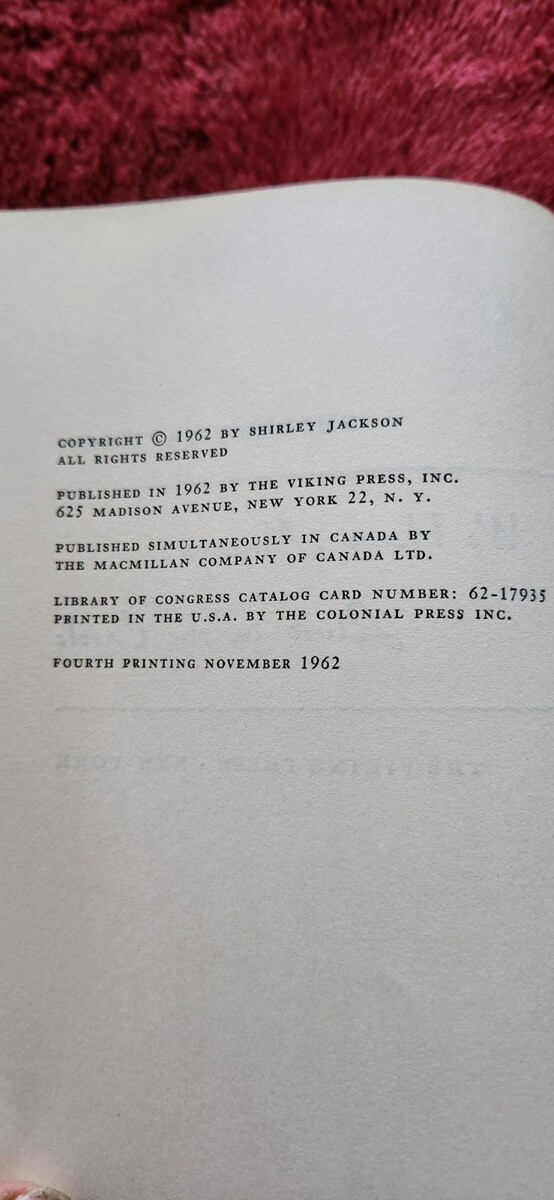 COPYRIGHT © 1962 BY SHIRLEY JACKSON
ALL RIGHTS RESERVED
PUBLISHED IN 1962 BY THE VIKING PRESS, INC.
625 MADISON AVENUE, NEW YORK 22, N. Y.
PUBLISHED SIMULTANEOUSLY IN CANADA BY
THE MACMILLAN COMPANY OF CANADA LTD.
LIBRARY OF CONGRESS CATALOG CARD NUMBER: 62-17935
PRINTED IN THE U.S.A. BY THE COLONIAL PRESS INC.
FOURTH PRINTING NOVEMBER 1962